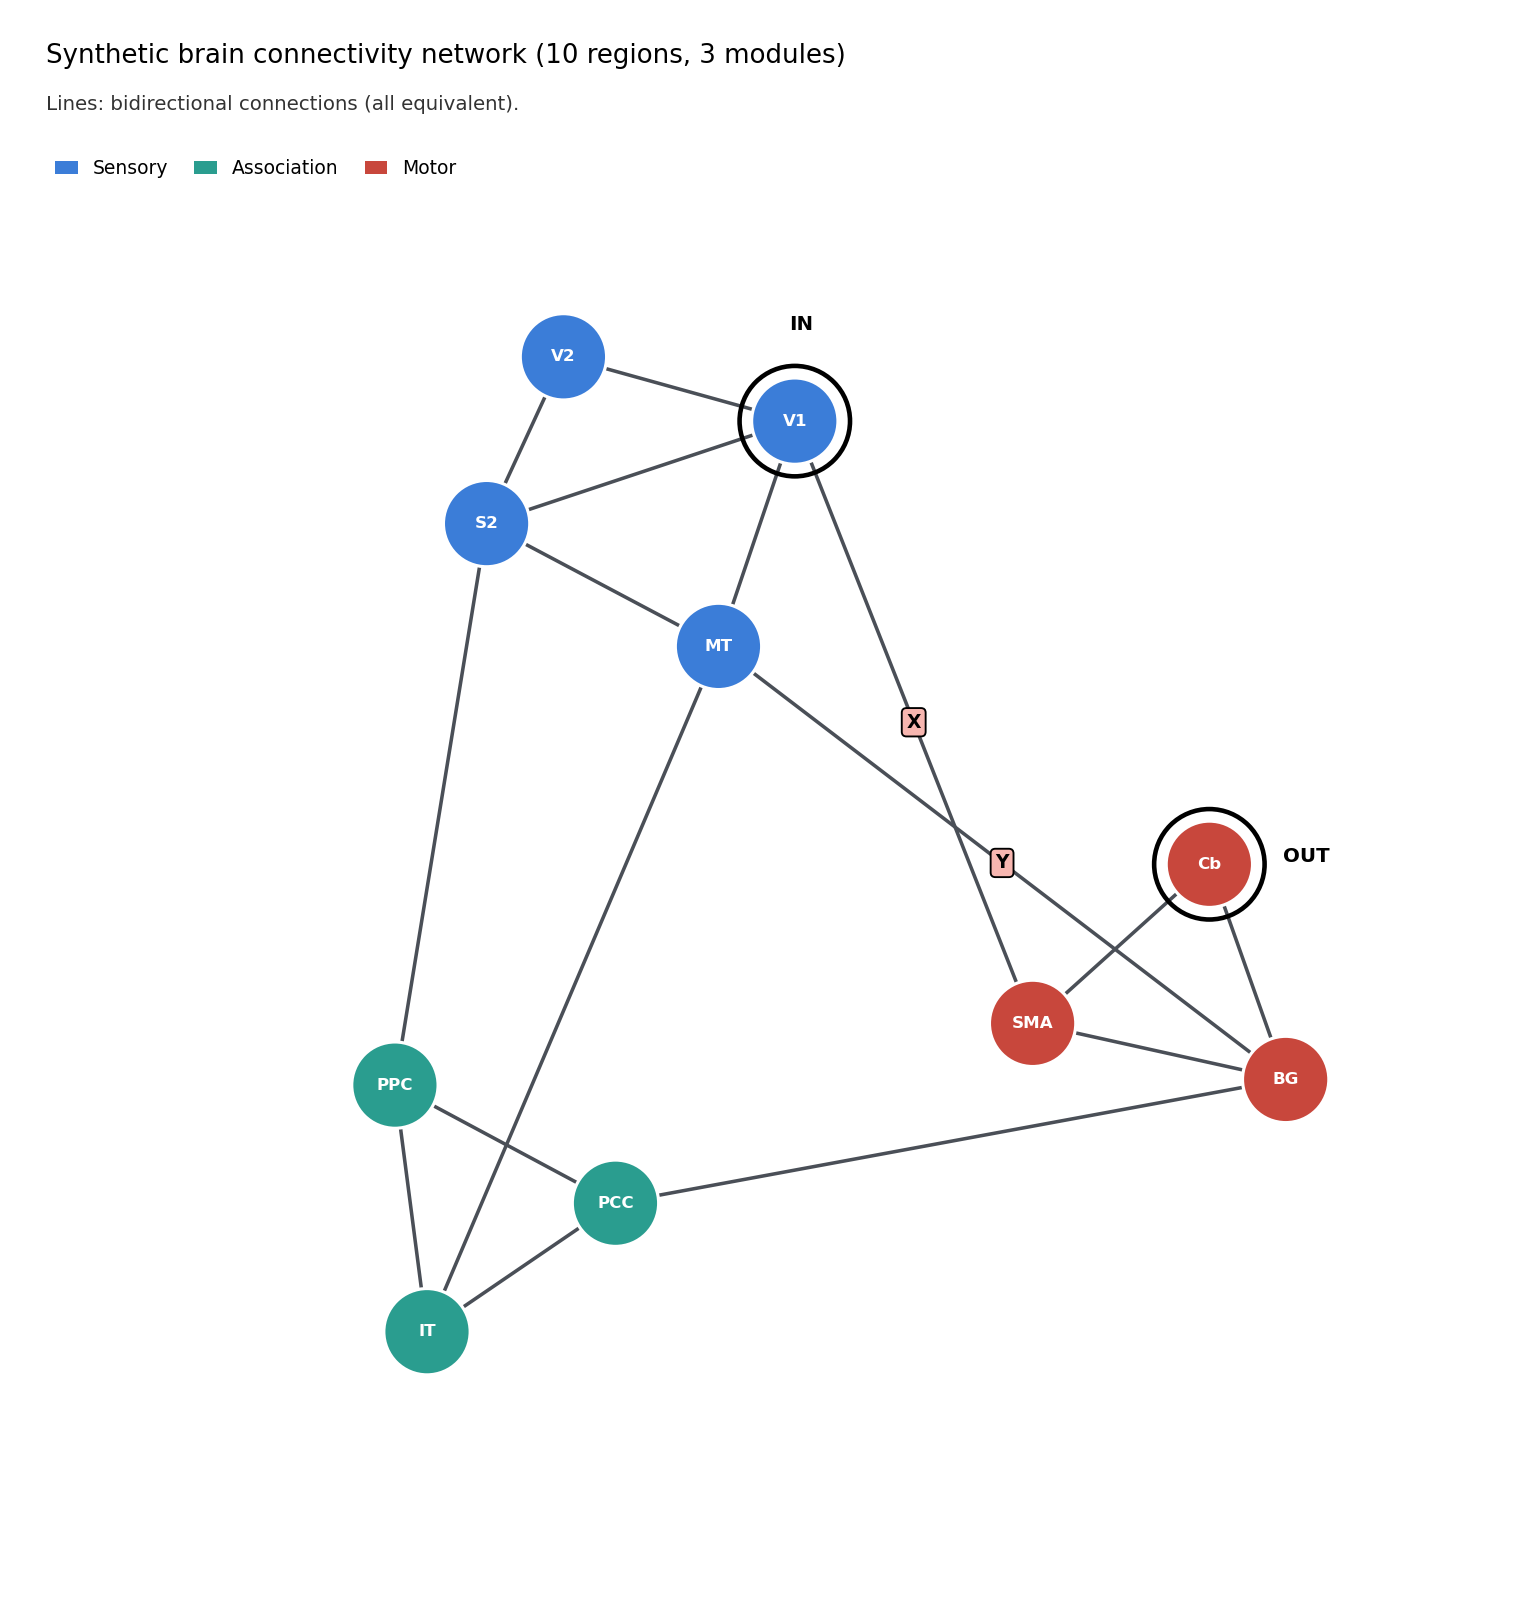 Synthetic brain connectivity network (10 regions, 3 modules)
Lines: bidirectional connections (all equivalent).
Sensory Association Motor
IN
V2
V1
S2
MT
X
Y
Cb
OUT
SMA
BG
PPC
PCC
IT